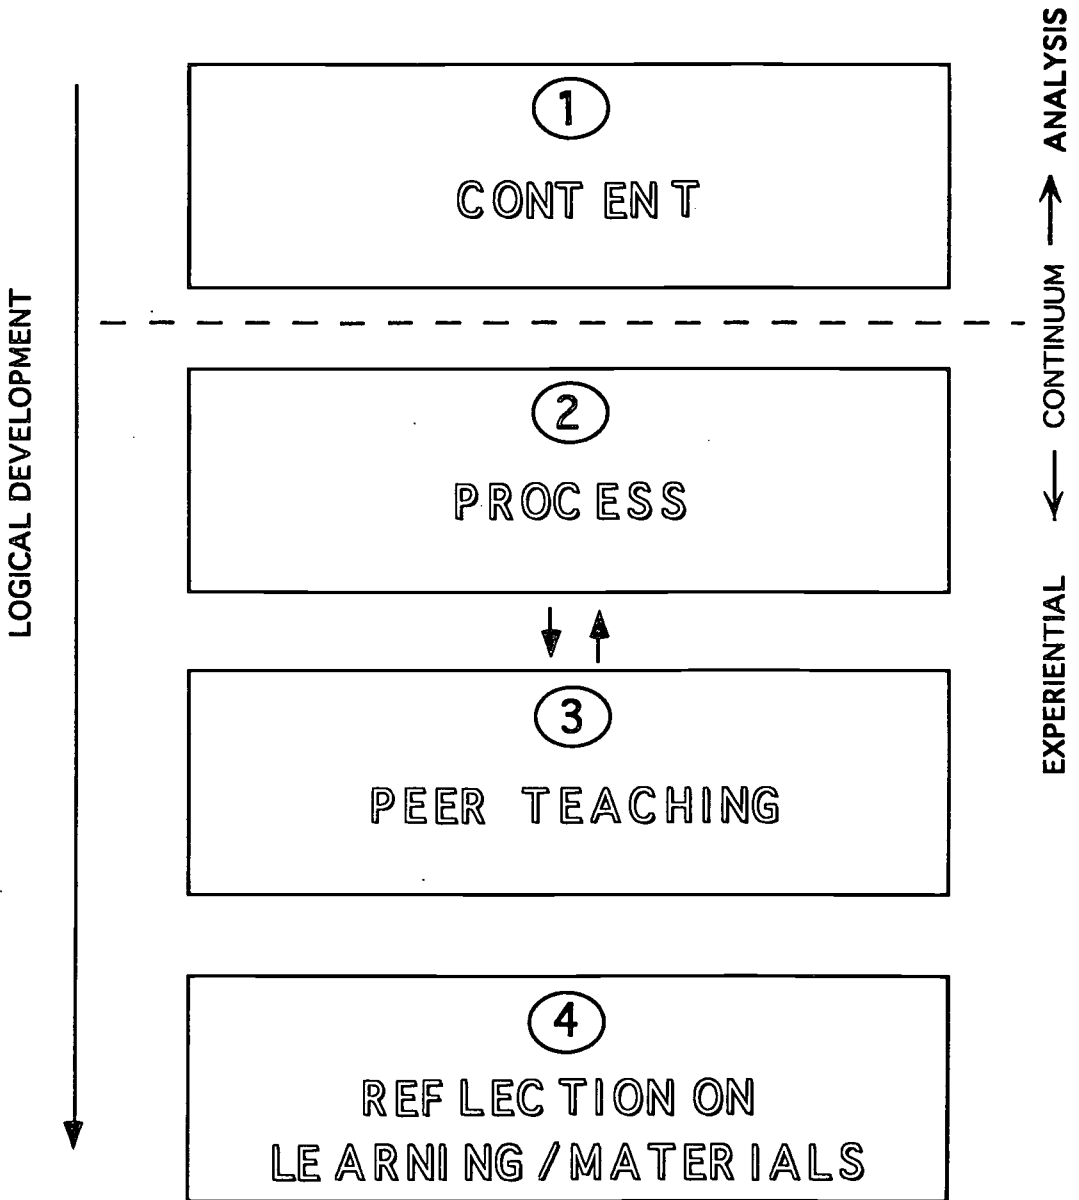 1
CONTENT
2
PROCESS
3
PEER TEACHING
4
REFLECTION ON
LEARNING/MATERIALS
LOGICAL DEVELOPMENT
EXPERIENTIAL CONTINUUM ANALYSIS